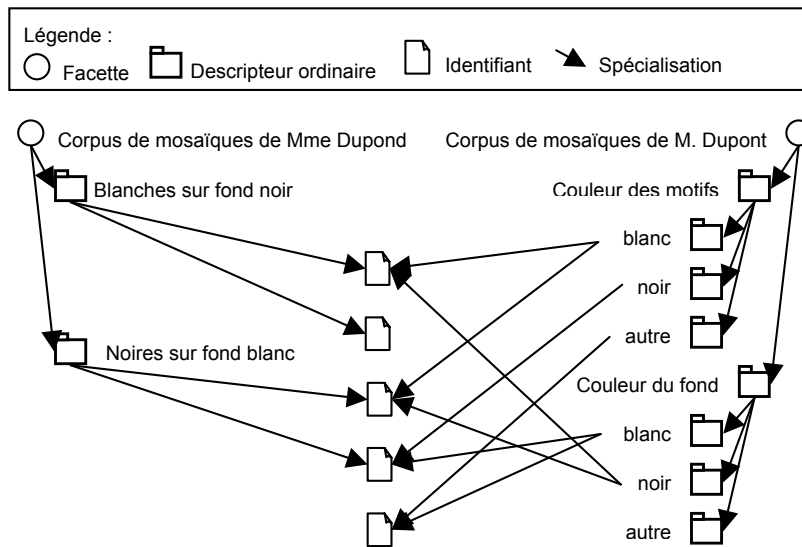 Légende :
Facette
Descripteur ordinaire
Identifiant
Spécialisation
Corpus de mosaïques de Mme Dupond
Corpus de mosaïques de M. Dupont
Blanches sur fond noir
Couleur des motifs
blanc
noir
autre
Noires sur fond blanc
Couleur du fond
blanc
noir
autre